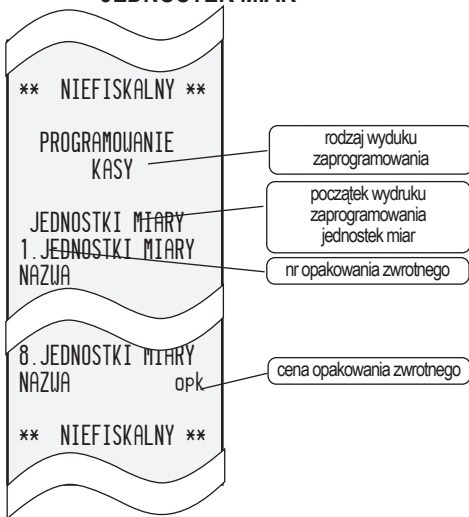 JEDNOSTEK MIAR
** NIEFISKALNY **
PROGRAMOWANIE
KASY
rodzaj wyduku
zaprogramowania
JEDNOSTKI MIARY
początek wydruku
zaprogramowania
jednostek miar
1.JEDNOSTKI MIARY
nr opakowania zwrotnego
NAZWA
8.JEDNOSTKI MIARY
NAZWA opk
cena opakowania zwrotnego
** NIEFISKALNY **